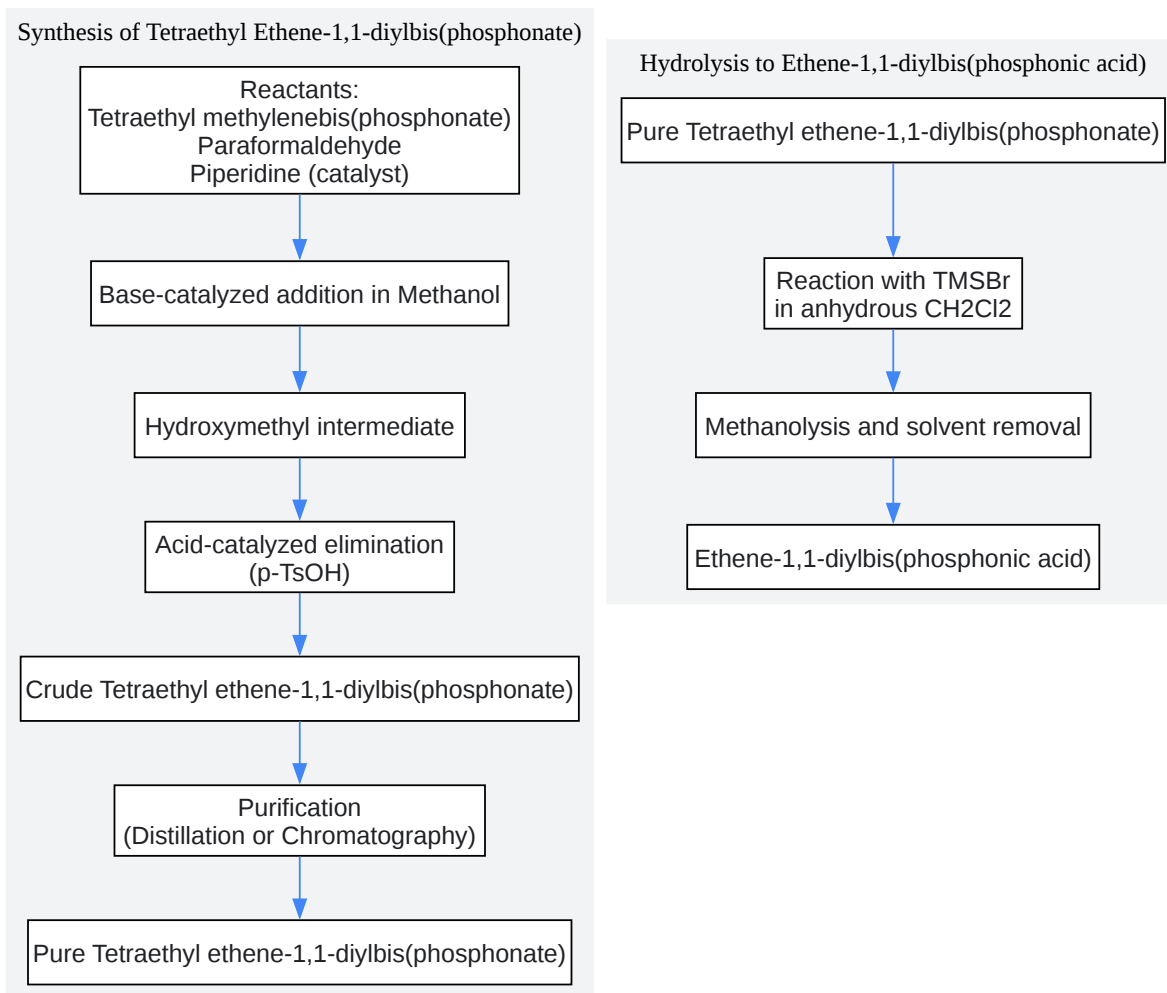 Synthesis of Tetraethyl Ethene-1,1-diylbis(phosphonate)
Reactants:
Tetraethyl methylenebis(phosphonate)
Paraformaldehyde
Piperidine (catalyst)
Base-catalyzed addition in Methanol
Hydroxymethyl intermediate
Acid-catalyzed elimination
(p-TsOH)
Crude Tetraethyl ethene-1,1-diylbis(phosphonate)
Purification
(Distillation or Chromatography)
Pure Tetraethyl ethene-1,1-diylbis(phosphonate)
Hydrolysis to Ethene-1,1-diylbis(phosphonic acid)
Pure Tetraethyl ethene-1,1-diylbis(phosphonate)
Reaction with TMSBr
in anhydrous CH2Cl2
Methanolysis and solvent removal
Ethene-1,1-diylbis(phosphonic acid)